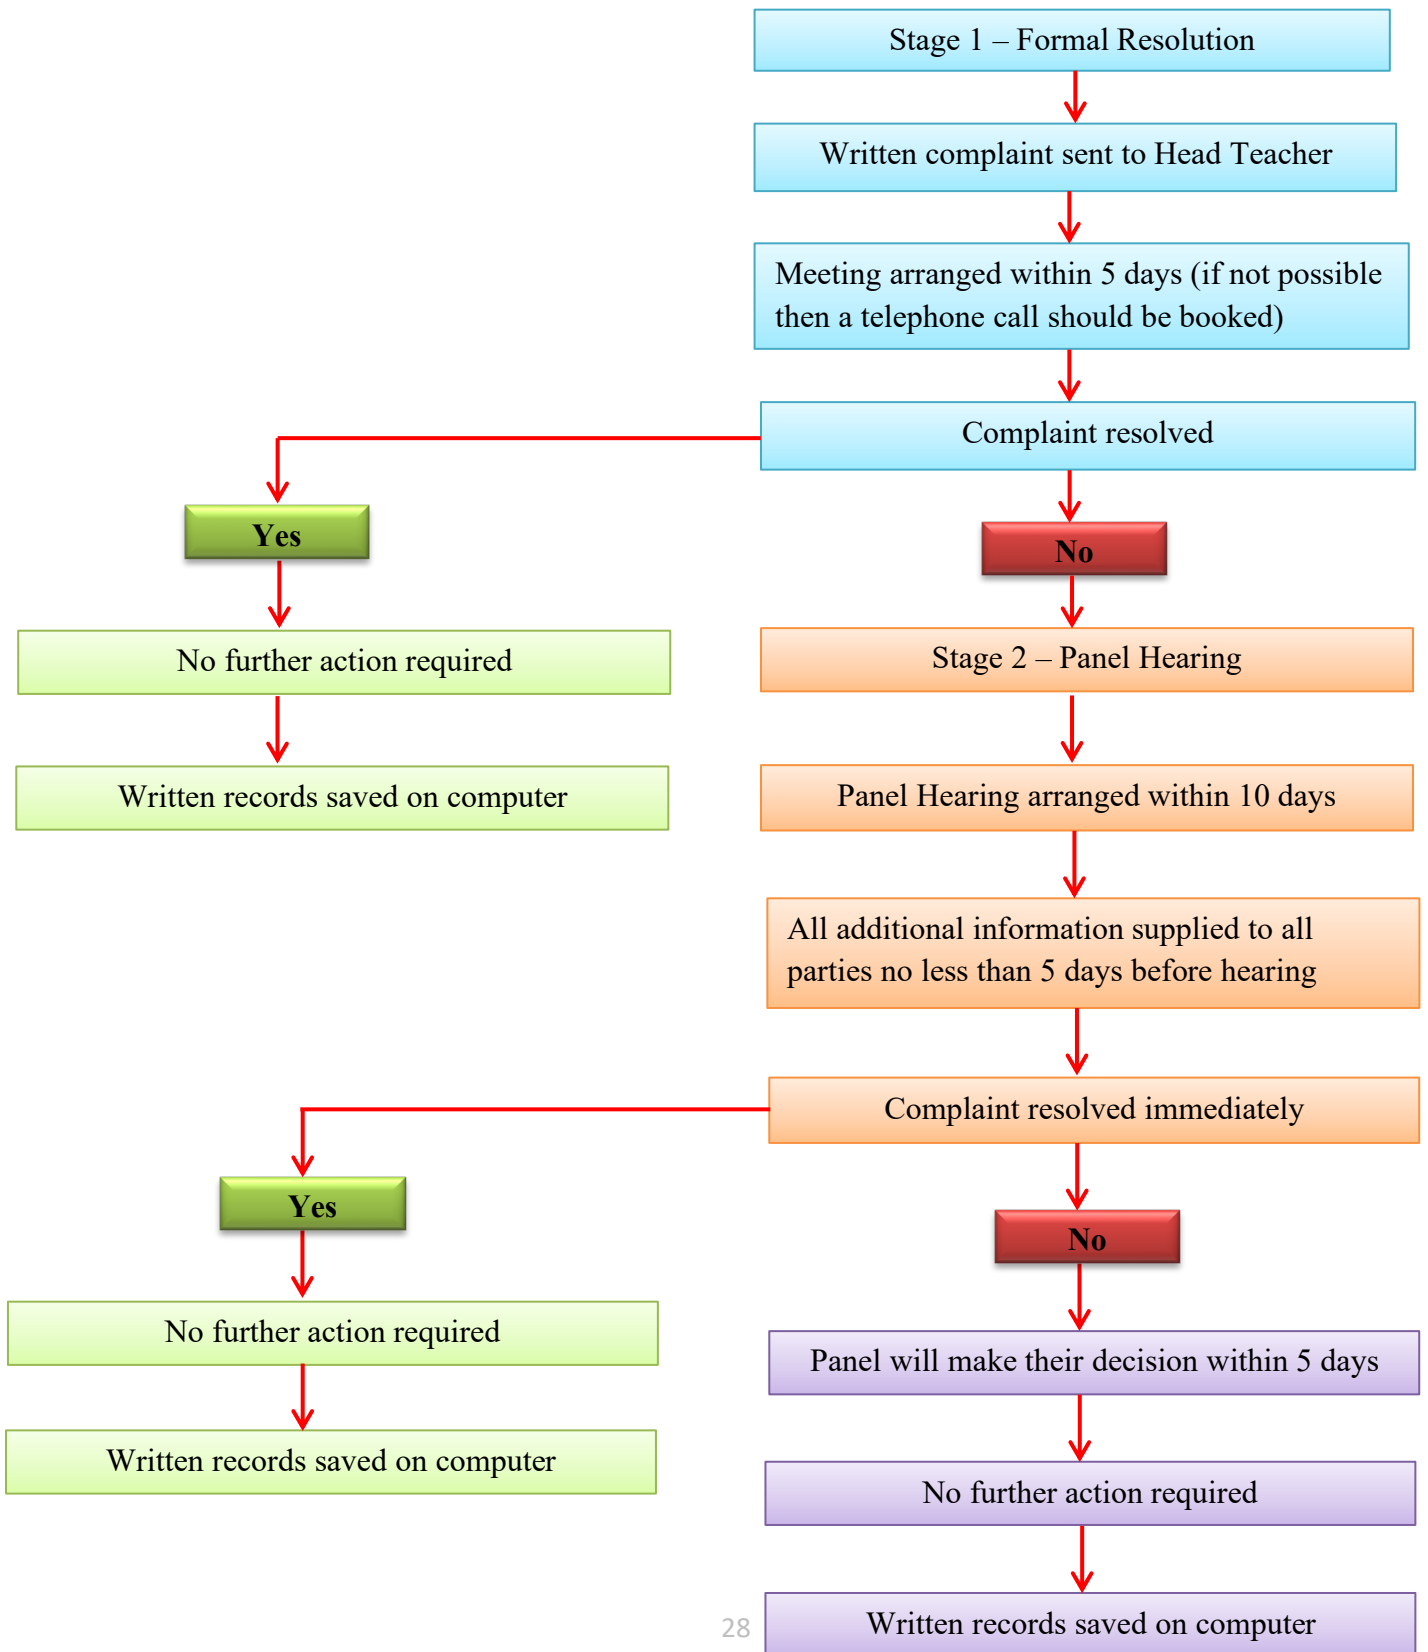 Stage 1 – Formal Resolution
Written complaint sent to Head Teacher
Meeting arranged within 5 days (if not possible
then a telephone call should be booked)
Complaint resolved
Yes
No
No further action required
Stage 2 – Panel Hearing
Written records saved on computer
Panel Hearing arranged within 10 days
All additional information supplied to all
parties no less than 5 days before hearing
Complaint resolved immediately
Yes
No
No further action required
Panel will make their decision within 5 days
Written records saved on computer
No further action required
Written records saved on computer
28